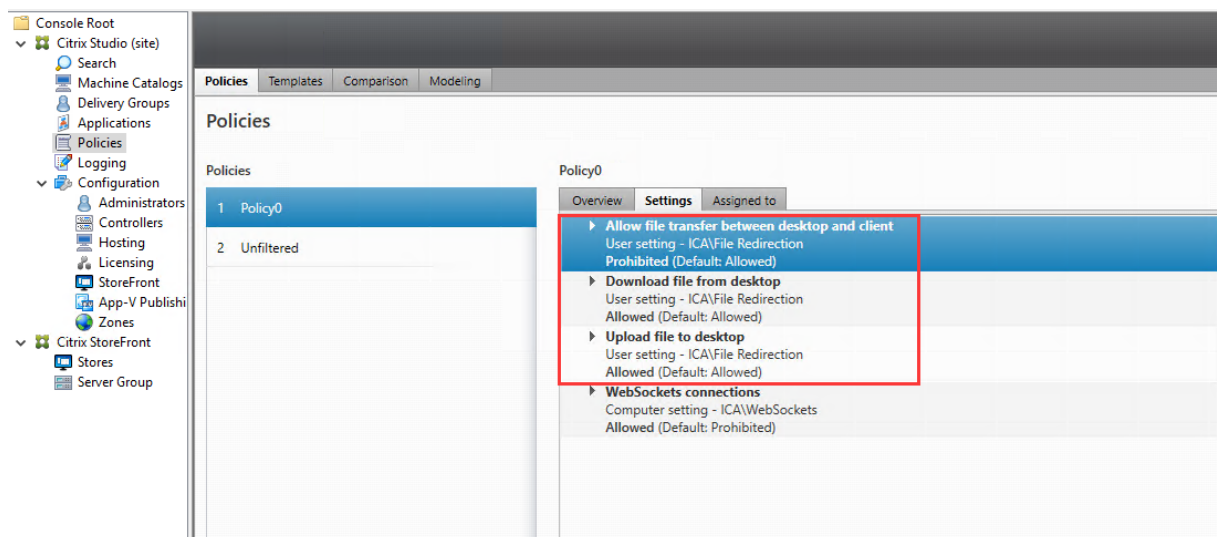 Console Root
Citrix Studio (site)
Search
Machine Catalogs
Delivery Groups
Applications
Policies
Logging
Configuration
Administrators
Controllers
Hosting
Licensing
StoreFront
App-V Publishi
Zones
Citrix StoreFront
Stores
Server Group
Policies Templates Comparison Modeling
Policies
Policies
1 Policy0
2 Unfiltered
Policy0
Overview Settings Assigned to
Allow file transfer between desktop and client
User setting - ICA\File Redirection
Prohibited (Default: Allowed)
Download file from desktop
User setting - ICA\File Redirection
Allowed (Default: Allowed)
Upload file to desktop
User setting - ICA\File Redirection
Allowed (Default: Allowed)
WebSockets connections
Computer setting - ICA\WebSockets
Allowed (Default: Prohibited)